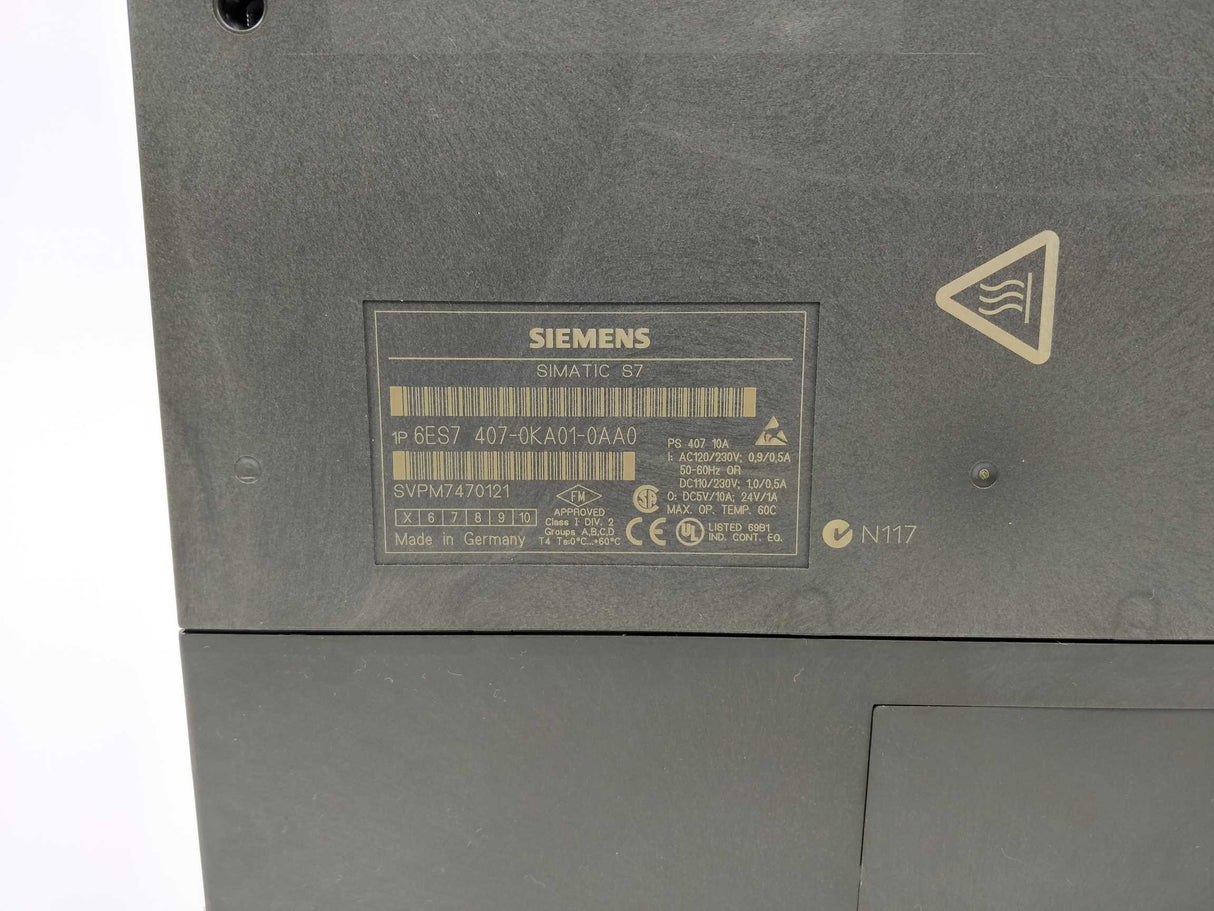 SIEMENS
SIMATIC S7
1P 6ES7 407-0KA01-0AA0
SVPM7470121
X 6 7 8 9 10
Made in Germany
FM
APPROVED
Class I DIV. 2
Groups A,B,C,D
T4 Ta:0°C...+60°C
PS 407 10A
I: AC120/230V; 0,9/0,5A
50-60Hz OR
DC110/230V; 1,0/0,5A
O: DC5V/10A; 24V/1A
MAX. OP. TEMP. 60C
SA
CE
UL
LISTED 69B1
IND. CONT. EQ.
N117